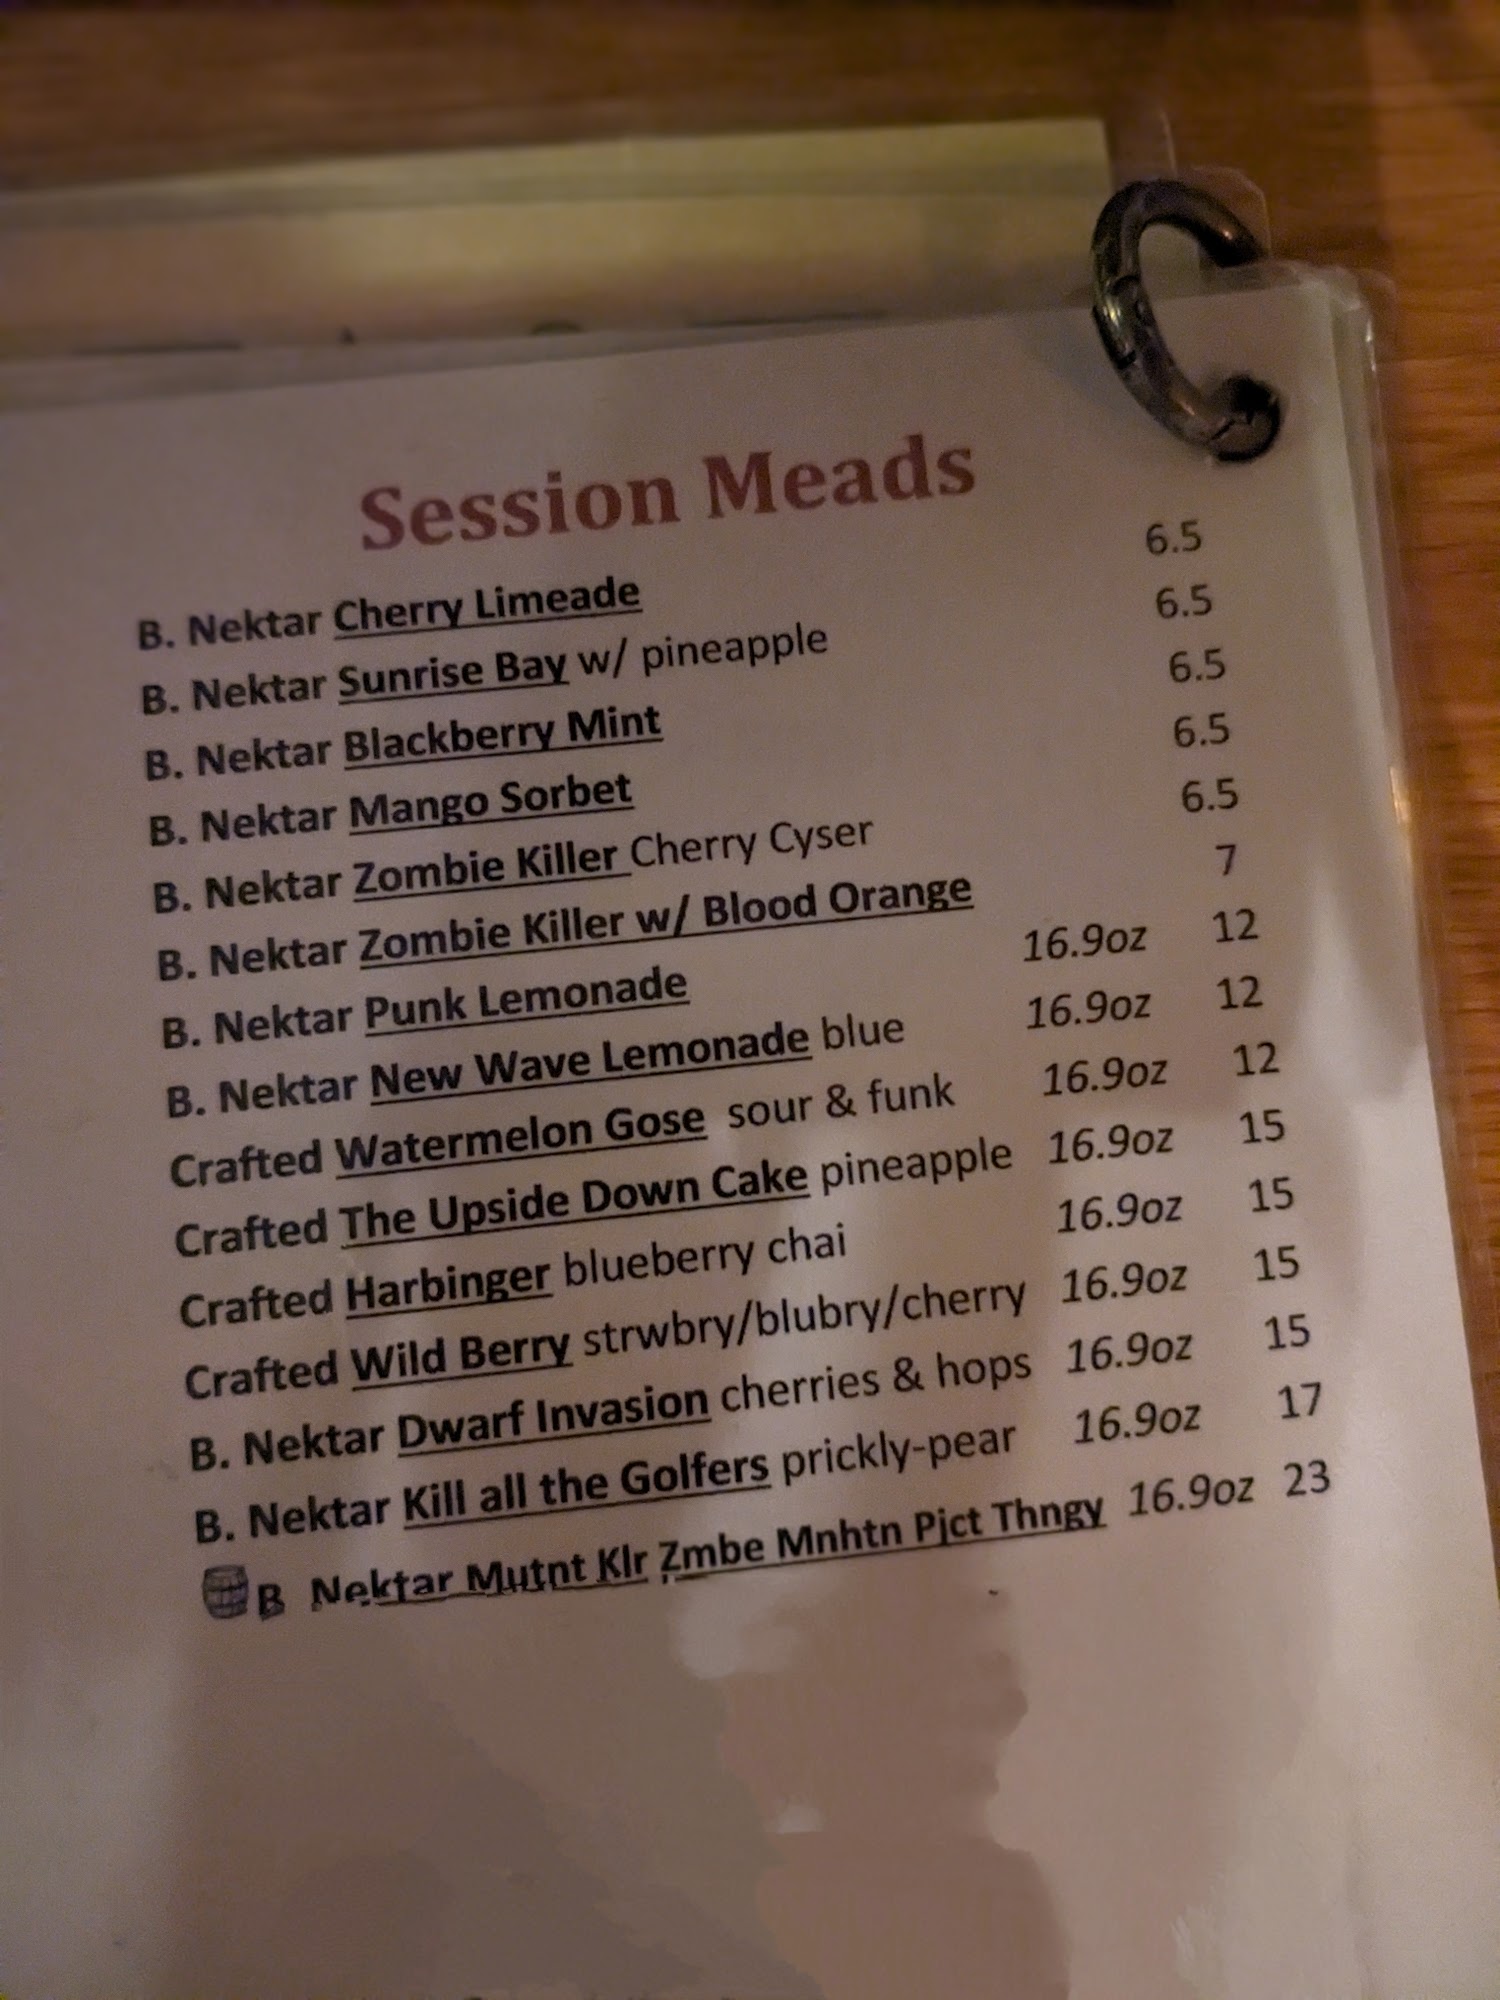 Session Meads
B. Nektar Cherry Limeade 6.5
B. Nektar Sunrise Bay w/ pineapple 6.5
B. Nektar Blackberry Mint 6.5
B. Nektar Mango Sorbet 6.5
B. Nektar Zombie Killer Cherry Cyser 6.5
B. Nektar Zombie Killer w/ Blood Orange 7
B. Nektar Punk Lemonade 16.9oz 12
B. Nektar New Wave Lemonade blue 16.9oz 12
Crafted Watermelon Gose sour & funk 16.9oz 12
Crafted The Upside Down Cake pineapple 16.9oz 15
Crafted Harbinger blueberry chai 16.9oz 15
Crafted Wild Berry strwbry/blubry/cherry 16.9oz 15
B. Nektar Dwarf Invasion cherries & hops 16.9oz 15
B. Nektar Kill all the Golfers prickly-pear 16.9oz 17
B Nektar Mutnt Klr Zmbe Mnhtn Pjct Thngy 16.9oz 23